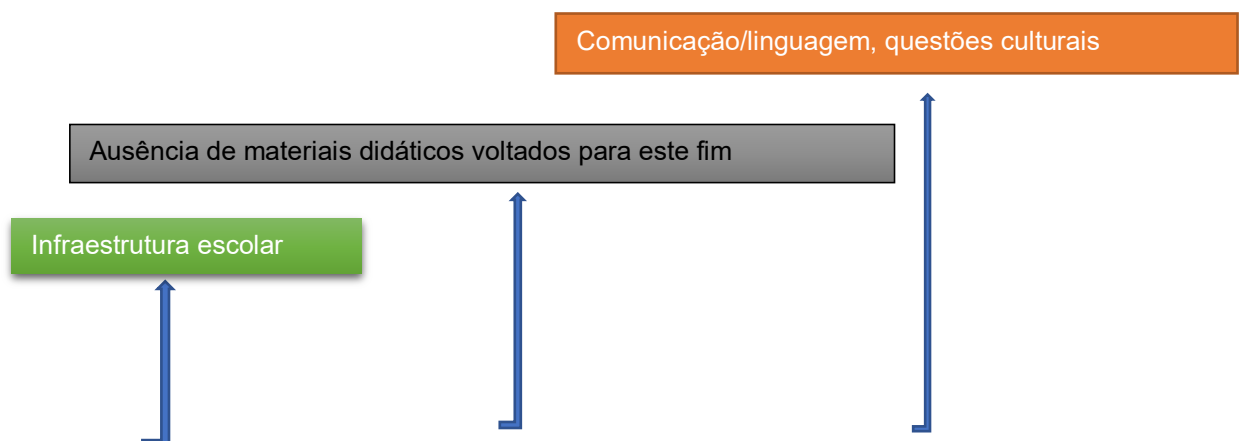 Comunicação/linguagem, questões culturais
Ausência de materiais didáticos voltados para este fim
Infraestrutura escolar